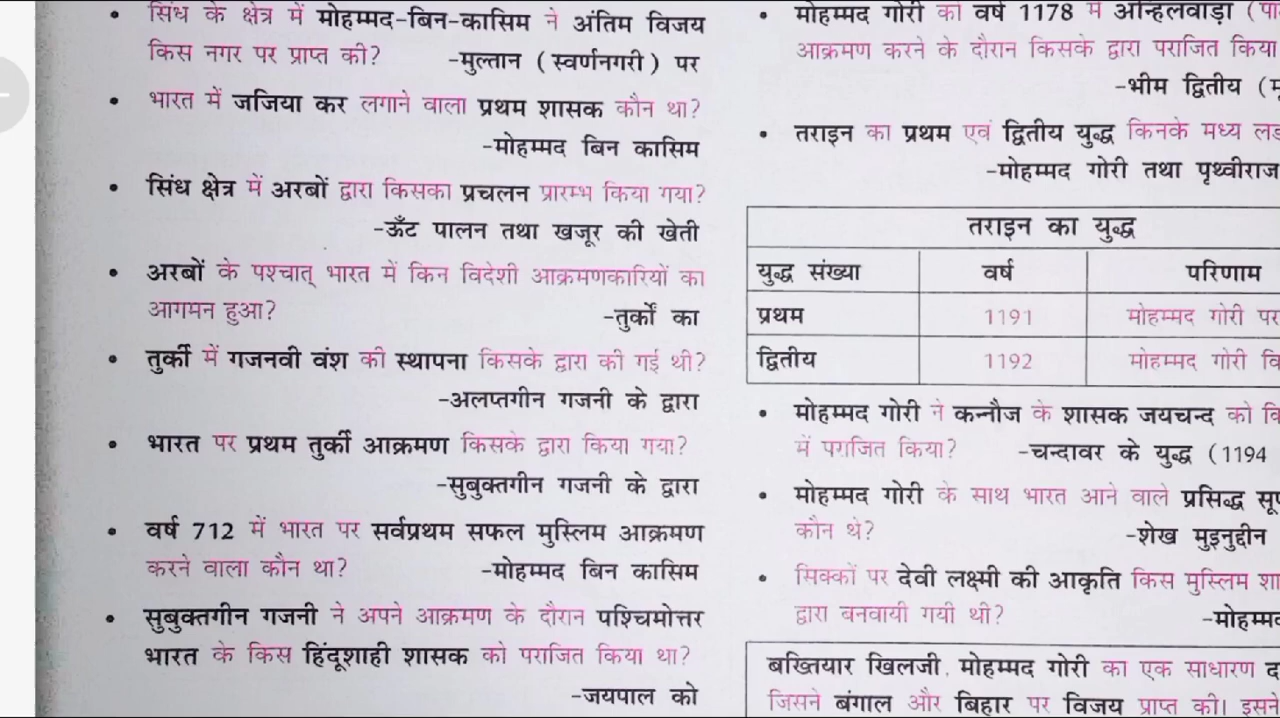 • सिंध के क्षेत्र में मोहम्मद-बिन-कासिम ने अंतिम विजय
किस नगर पर प्राप्त की? -मुल्तान (स्वर्णनगरी) पर
• भारत में जजिया कर लगाने वाला प्रथम शासक कौन था?
-मोहम्मद बिन कासिम
• सिंध क्षेत्र में अरबों द्वारा किसका प्रचलन प्रारम्भ किया गया?
-ऊँट पालन तथा खजूर की खेती
• अरबों के पश्चात् भारत में किन विदेशी आक्रमणकारियों का
आगमन हुआ? -तुर्कों का
• तुर्की में गजनवी वंश की स्थापना किसके द्वारा की गई थी?
-अलप्तगीन गजनी के द्वारा
• भारत पर प्रथम तुर्की आक्रमण किसके द्वारा किया गया?
-सुबुक्तगीन गजनी के द्वारा
• वर्ष 712 में भारत पर सर्वप्रथम सफल मुस्लिम आक्रमण
करने वाला कौन था? -मोहम्मद बिन कासिम
• सुबुक्तगीन गजनी ने अपने आक्रमण के दौरान पश्चिमोत्तर
भारत के किस हिंदूशाही शासक को पराजित किया था?
-जयपाल को
• मोहम्मद गोरी को वर्ष 1178 में अन्हिलवाड़ा
आक्रमण करने के दौरान किसके द्वारा पराजित किया
-भीम द्वितीय
• तराइन का प्रथम एवं द्वितीय युद्ध किनके मध्य
-मोहम्मद गोरी तथा पृथ्वीराज
तराइन का युद्ध
युद्ध संख्या वर्ष परिणाम
प्रथम 1191 मोहम्मद गोरी
द्वितीय 1192 मोहम्मद गोरी
• मोहम्मद गोरी ने कन्नौज के शासक जयचन्द को
में पराजित किया? -चन्दावर के युद्ध (1194
• मोहम्मद गोरी के साथ भारत आने वाले प्रसिद्ध
कौन थे? -शेख मुइनुद्दीन
• सिक्कों पर देवी लक्ष्मी की आकृति किस मुस्लिम
द्वारा बनवायी गयी थी?
बख्तियार खिलजी, मोहम्मद गोरी का एक साधारण
जिसने बंगाल और बिहार पर विजय प्राप्त की। इसने